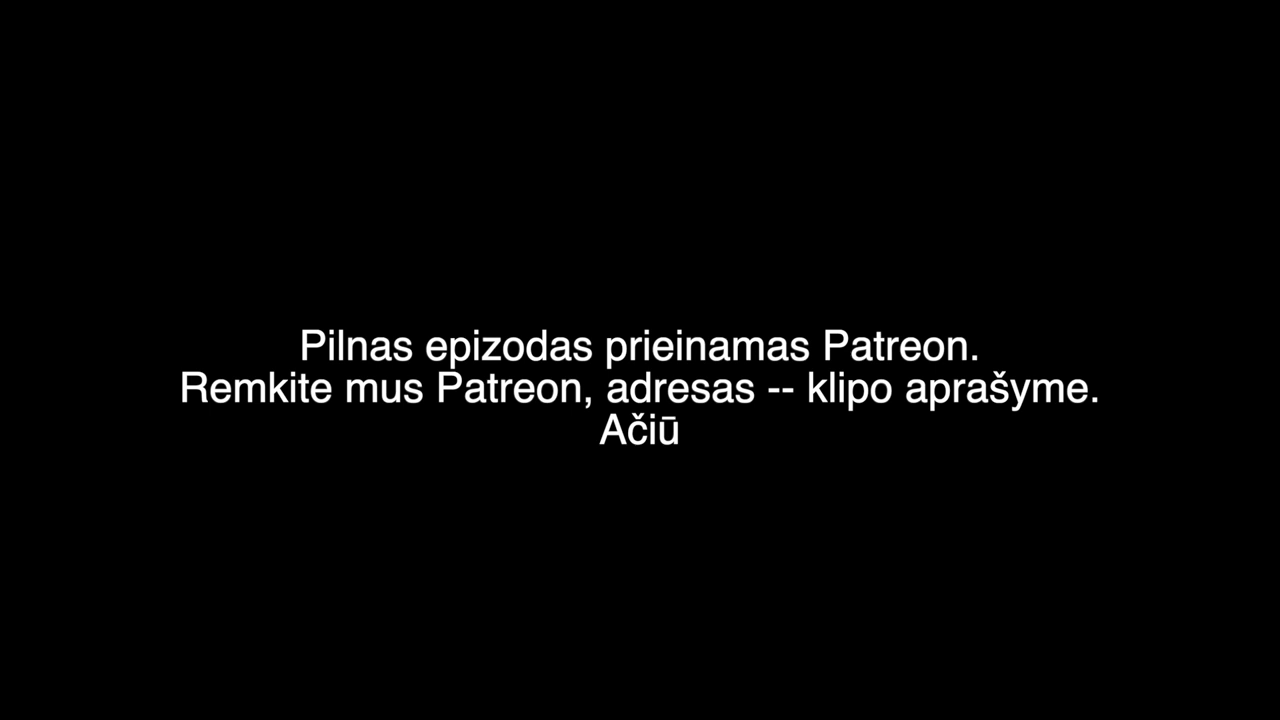 Pilnas epizodas prieinamas Patreon.
Remkite mus Patreon, adresas -- klipo aprašyme.
Ačiū